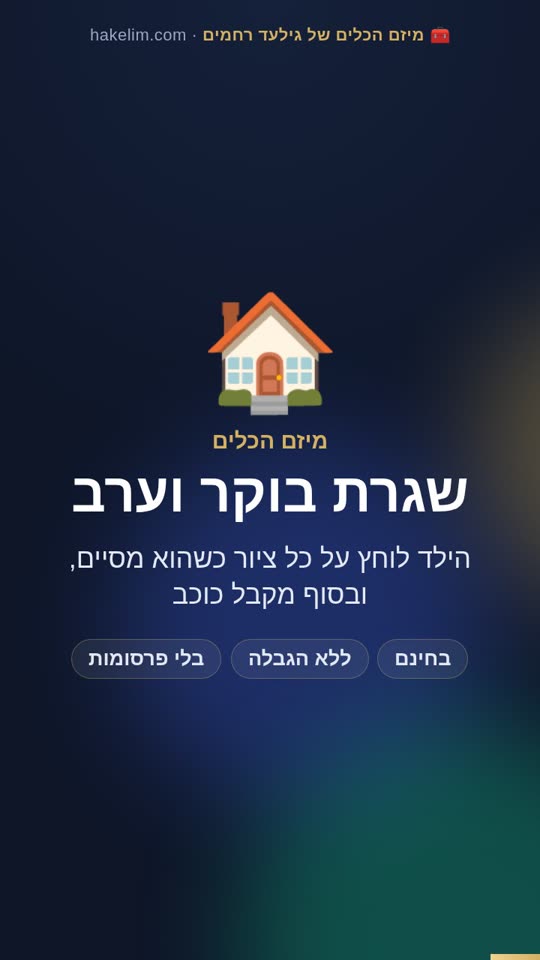 🧰 מיזם הכלים של גילעד רחמים · hakelim.com
מיזם הכלים
שגרת בוקר וערב
הילד לוחץ על כל ציור כשהוא מסיים,
ובסוף מקבל כוכב
בחינם
ללא הגבלה
בלי פרסומות